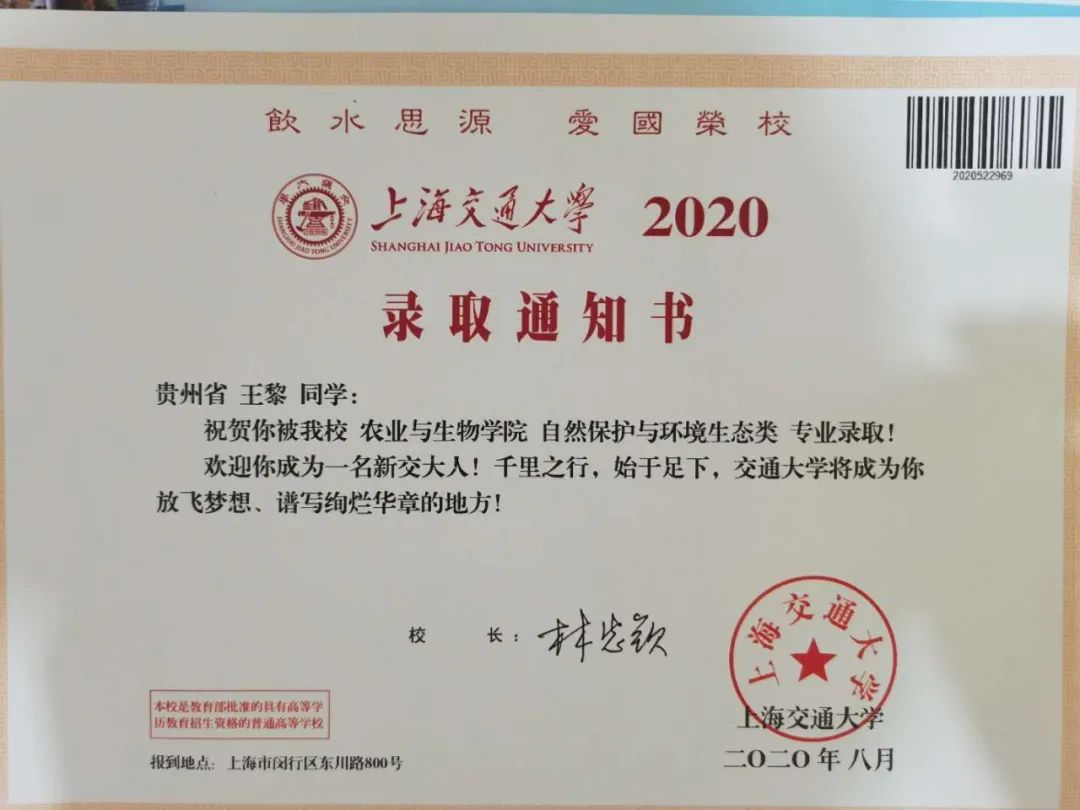 飲水思源 愛國榮校
2020522969
上海交通大學 2020
SHANGHAI JIAO TONG UNIVERSITY
SHANGHAI JIAO TONG UNIVERSITY
录取通知书
贵州省 王黎 同学:
祝贺你被我校 农业与生物学院 自然保护与环境生态类 专业录取!
欢迎你成为一名新交大人!千里之行,始于足下,交通大学将成为你
放飞梦想、谱写绚烂华章的地方!
校 长: 林忠钦
上海交通大学
上海交通大学
二〇二〇年八月
本校是教育部批准的具有高等学
历教育招生资格的普通高等学校
报到地点: 上海市闵行区东川路800号